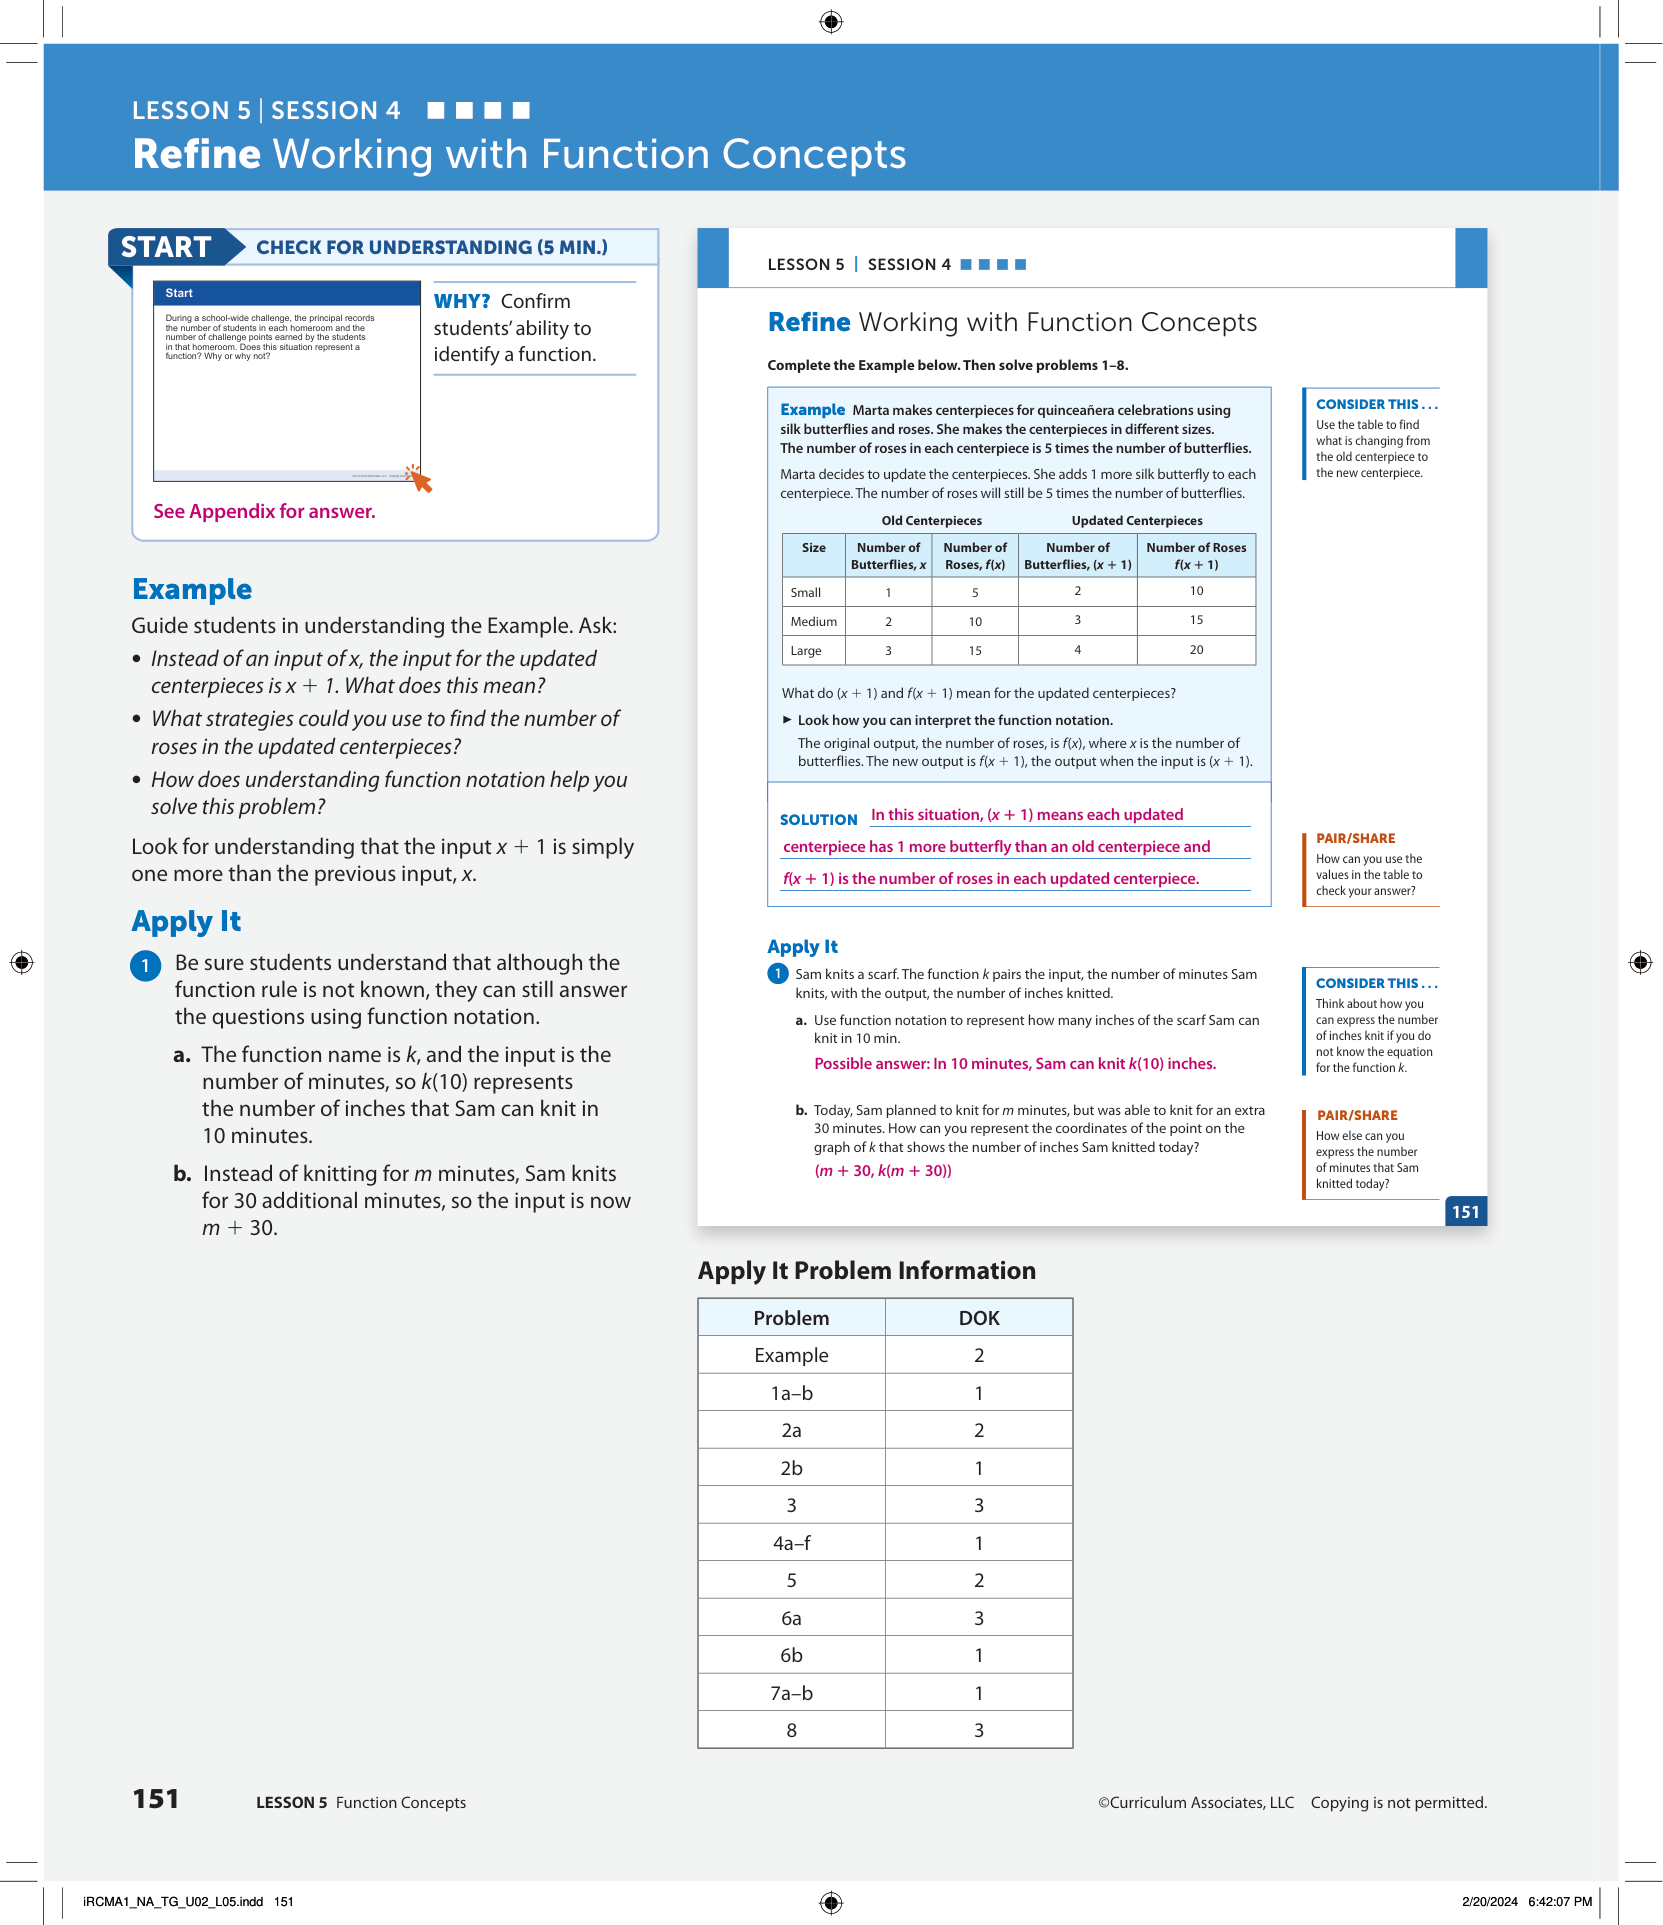 LESSON 5 | SESSION 4
Refine Working with Function Concepts
START
CHECK FOR UNDERSTANDING (5 MIN.)
Start
During a school-wide challenge, the principal records
the number of students in each homeroom and the
number of challenge points earned by the students
in that homeroom. Does this situation represent a
function? Why or why not?
WHY? Confirm
students' ability to
identify a function.
See Appendix for answer.
Example
Guide students in understanding the Example. Ask:
• Instead of an input of x, the input for the updated
centerpieces is x + 1. What does this mean?
• What strategies could you use to find the number of
roses in the updated centerpieces?
• How does understanding function notation help you
solve this problem?
Look for understanding that the input x + 1 is simply
one more than the previous input, x.
Apply It
1 Be sure students understand that although the
function rule is not known, they can still answer
the questions using function notation.
a. The function name is k, and the input is the
number of minutes, so k(10) represents
the number of inches that Sam can knit in
10 minutes.
b. Instead of knitting for m minutes, Sam knits
for 30 additional minutes, so the input is now
m + 30.
LESSON 5 | SESSION 4
Refine Working with Function Concepts
Complete the Example below. Then solve problems 1–8.
Example Marta makes centerpieces for quinceañera celebrations using
silk butterflies and roses. She makes the centerpieces in different sizes.
The number of roses in each centerpiece is 5 times the number of butterflies.
Marta decides to update the centerpieces. She adds 1 more silk butterfly to each
centerpiece. The number of roses will still be 5 times the number of butterflies.
Old Centerpieces Updated Centerpieces
Size Number of Butterflies, x Number of Roses, f(x) Number of Butterflies, (x + 1) Number of Roses f(x + 1)
Small 1 5 2 10
Medium 2 10 3 15
Large 3 15 4 20
What do (x + 1) and f(x + 1) mean for the updated centerpieces?
► Look how you can interpret the function notation.
The original output, the number of roses, is f(x), where x is the number of
butterflies. The new output is f(x + 1), the output when the input is (x + 1).
SOLUTION In this situation, (x + 1) means each updated
centerpiece has 1 more butterfly than an old centerpiece and
f(x + 1) is the number of roses in each updated centerpiece.
CONSIDER THIS . . .
Use the table to find
what is changing from
the old centerpiece to
the new centerpiece.
PAIR/SHARE
How can you use the
values in the table to
check your answer?
Apply It
1 Sam knits a scarf. The function k pairs the input, the number of minutes Sam
knits, with the output, the number of inches knitted.
a. Use function notation to represent how many inches of the scarf Sam can
knit in 10 min.
Possible answer: In 10 minutes, Sam can knit k(10) inches.
b. Today, Sam planned to knit for m minutes, but was able to knit for an extra
30 minutes. How can you represent the coordinates of the point on the
graph of k that shows the number of inches Sam knitted today?
(m + 30, k(m + 30))
CONSIDER THIS . . .
Think about how you
can express the number
of inches knit if you do
not know the equation
for the function k.
PAIR/SHARE
How else can you
express the number
of minutes that Sam
knitted today?
151
Apply It Problem Information
Problem DOK
Example 2
1a–b 1
2a 2
2b 1
3 3
4a–f 1
5 2
6a 3
6b 1
7a–b 1
8 3
151 LESSON 5 Function Concepts
©Curriculum Associates, LLC Copying is not permitted.
iRCMA1_NA_TG_U02_L05.indd 151
2/20/2024 6:42:07 PM